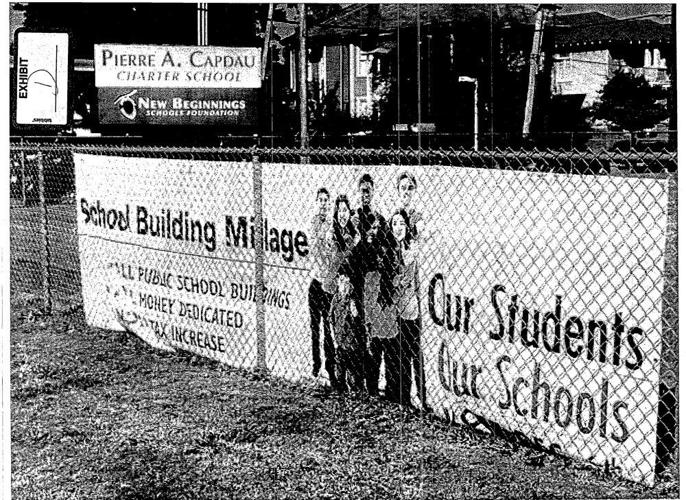 EXHIBIT
D
PIERRE A. CAPDAU
CHARTER SCHOOL
NEW BEGINNINGS
SCHOOLS FOUNDATION
School Building Millage
ALL PUBLIC SCHOOL BUILDINGS
MONEY DEDICATED
TAX INCREASE
Our Students
Our Schools